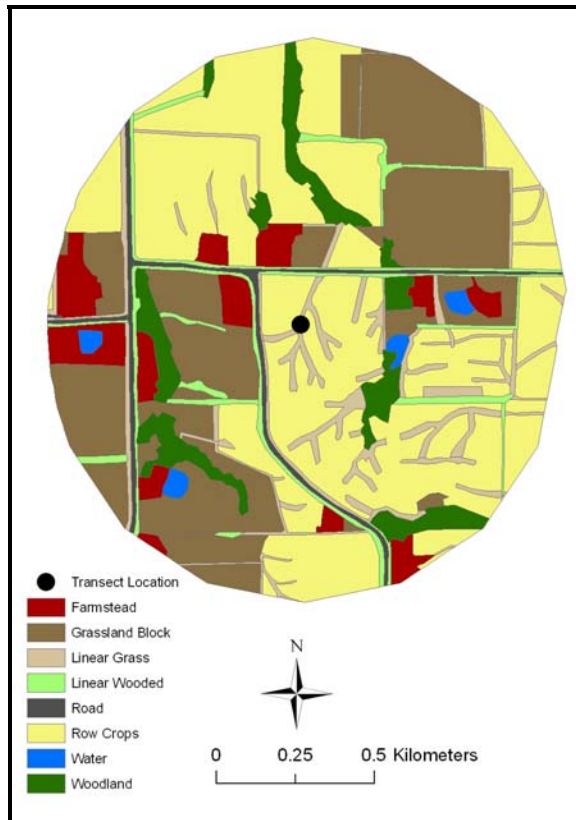 Transect Location
Farmstead
Grassland Block
Linear Grass
Linear Wooded
Road
Row Crops
Water
Woodland
N
0 0.25 0.5 Kilometers